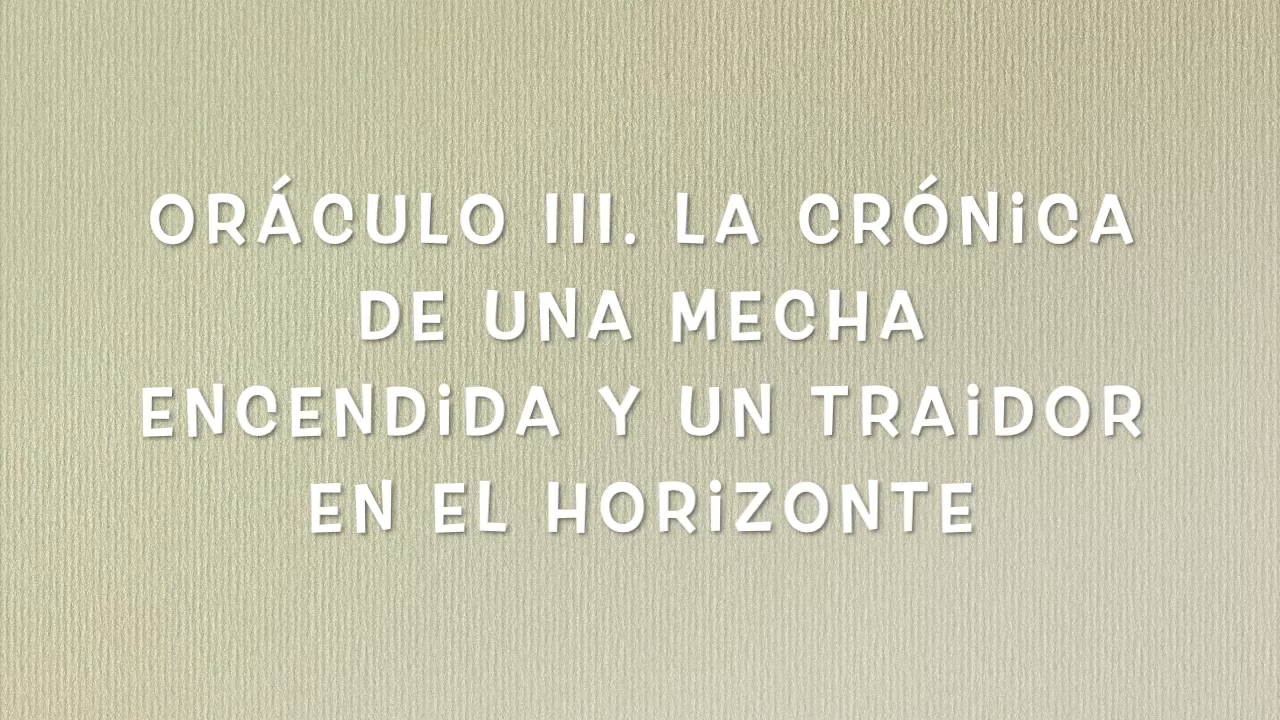 ORÁCULO III. LA CRÓNiCA
DE UNA MECHA
ENCENDiDA Y UN TRAiDOR
EN EL HORiZONTE